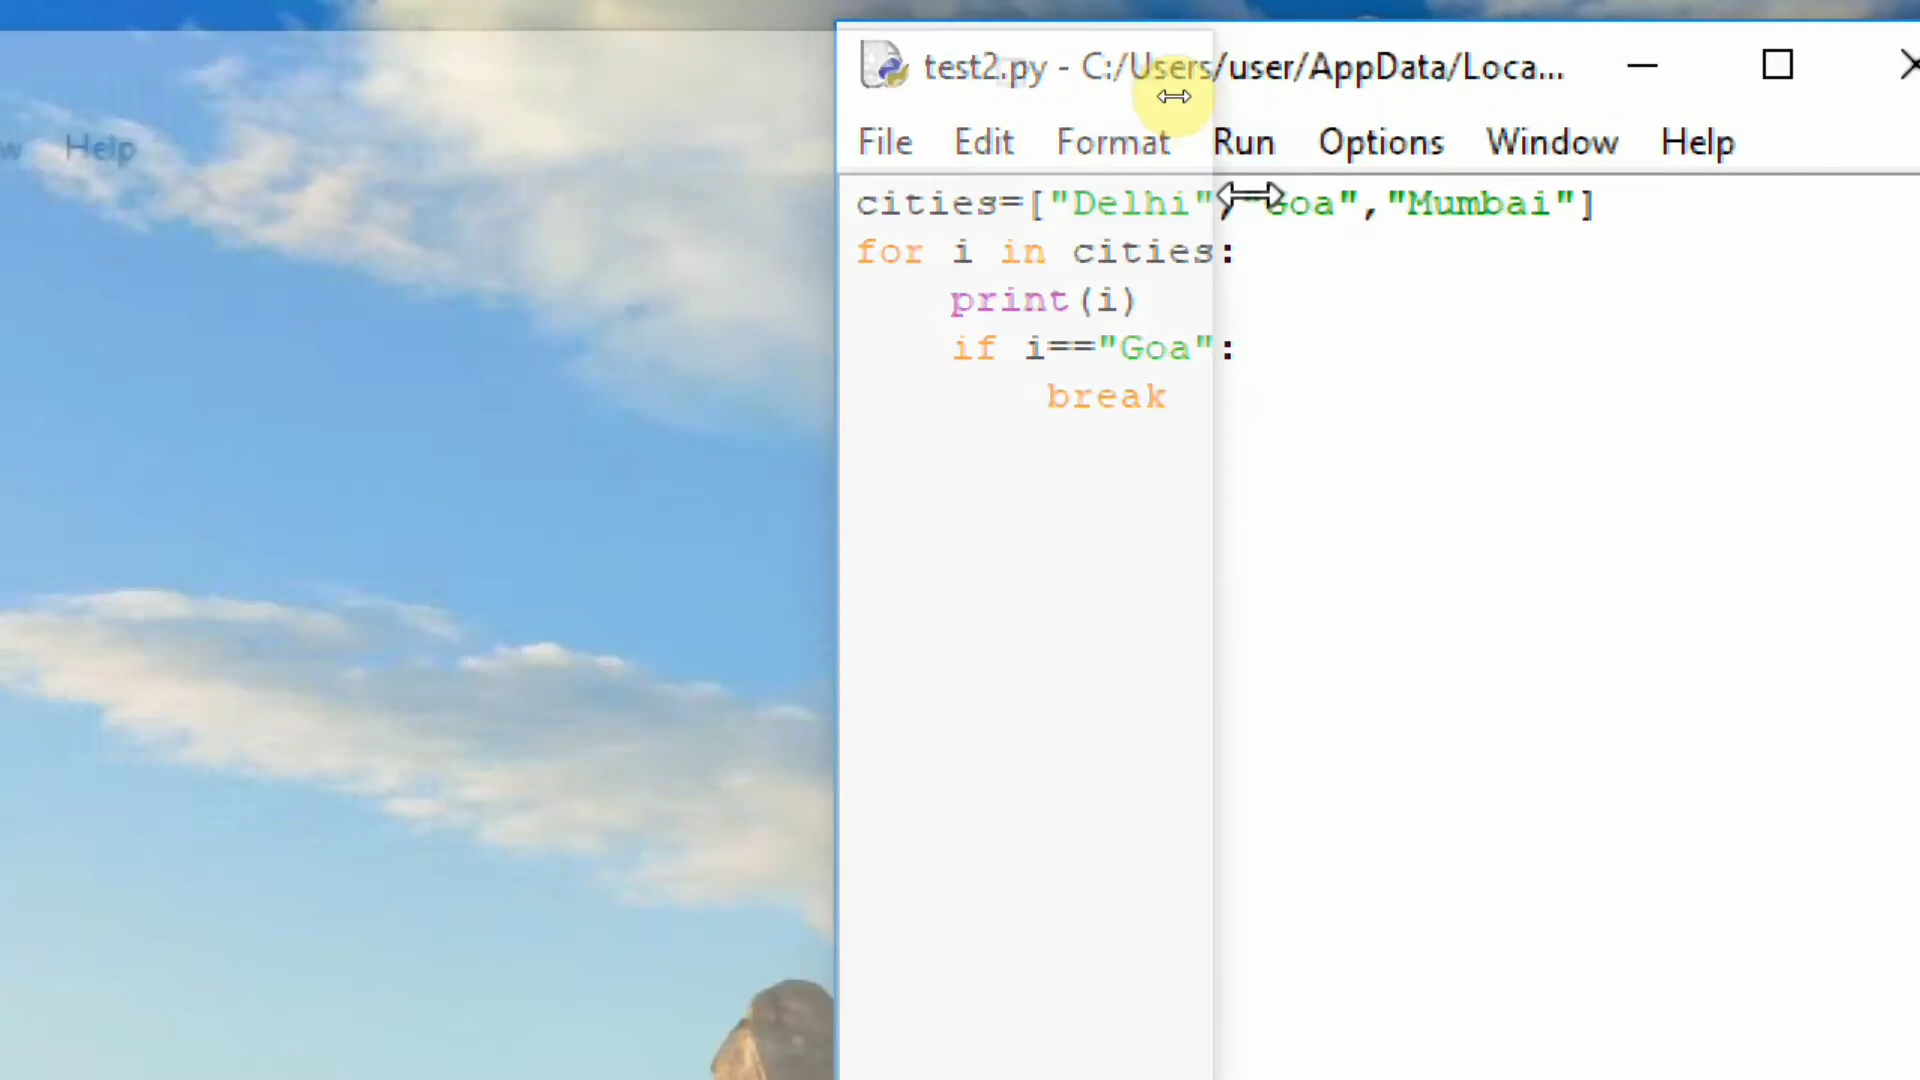 test2.py - C:/Users/user/AppData/Loca...
Help
File Edit Format Run Options Window Help
cities=["Delhi","Goa","Mumbai"]
for i in cities:
    print(i)
    if i=="Goa":
        break